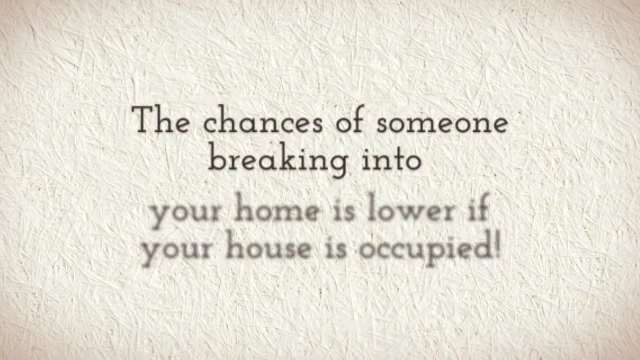 The chances of someone
breaking into
your home is lower if
your house is occupied!